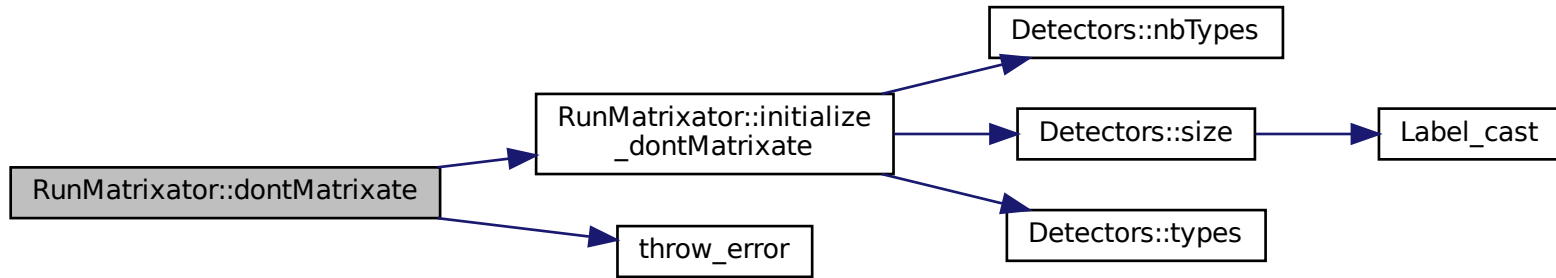 RunMatrixator::dontMatrixate
RunMatrixator::initialize
_dontMatrixate
throw_error
Detectors::nbTypes
Detectors::size
Detectors::types
Label_cast